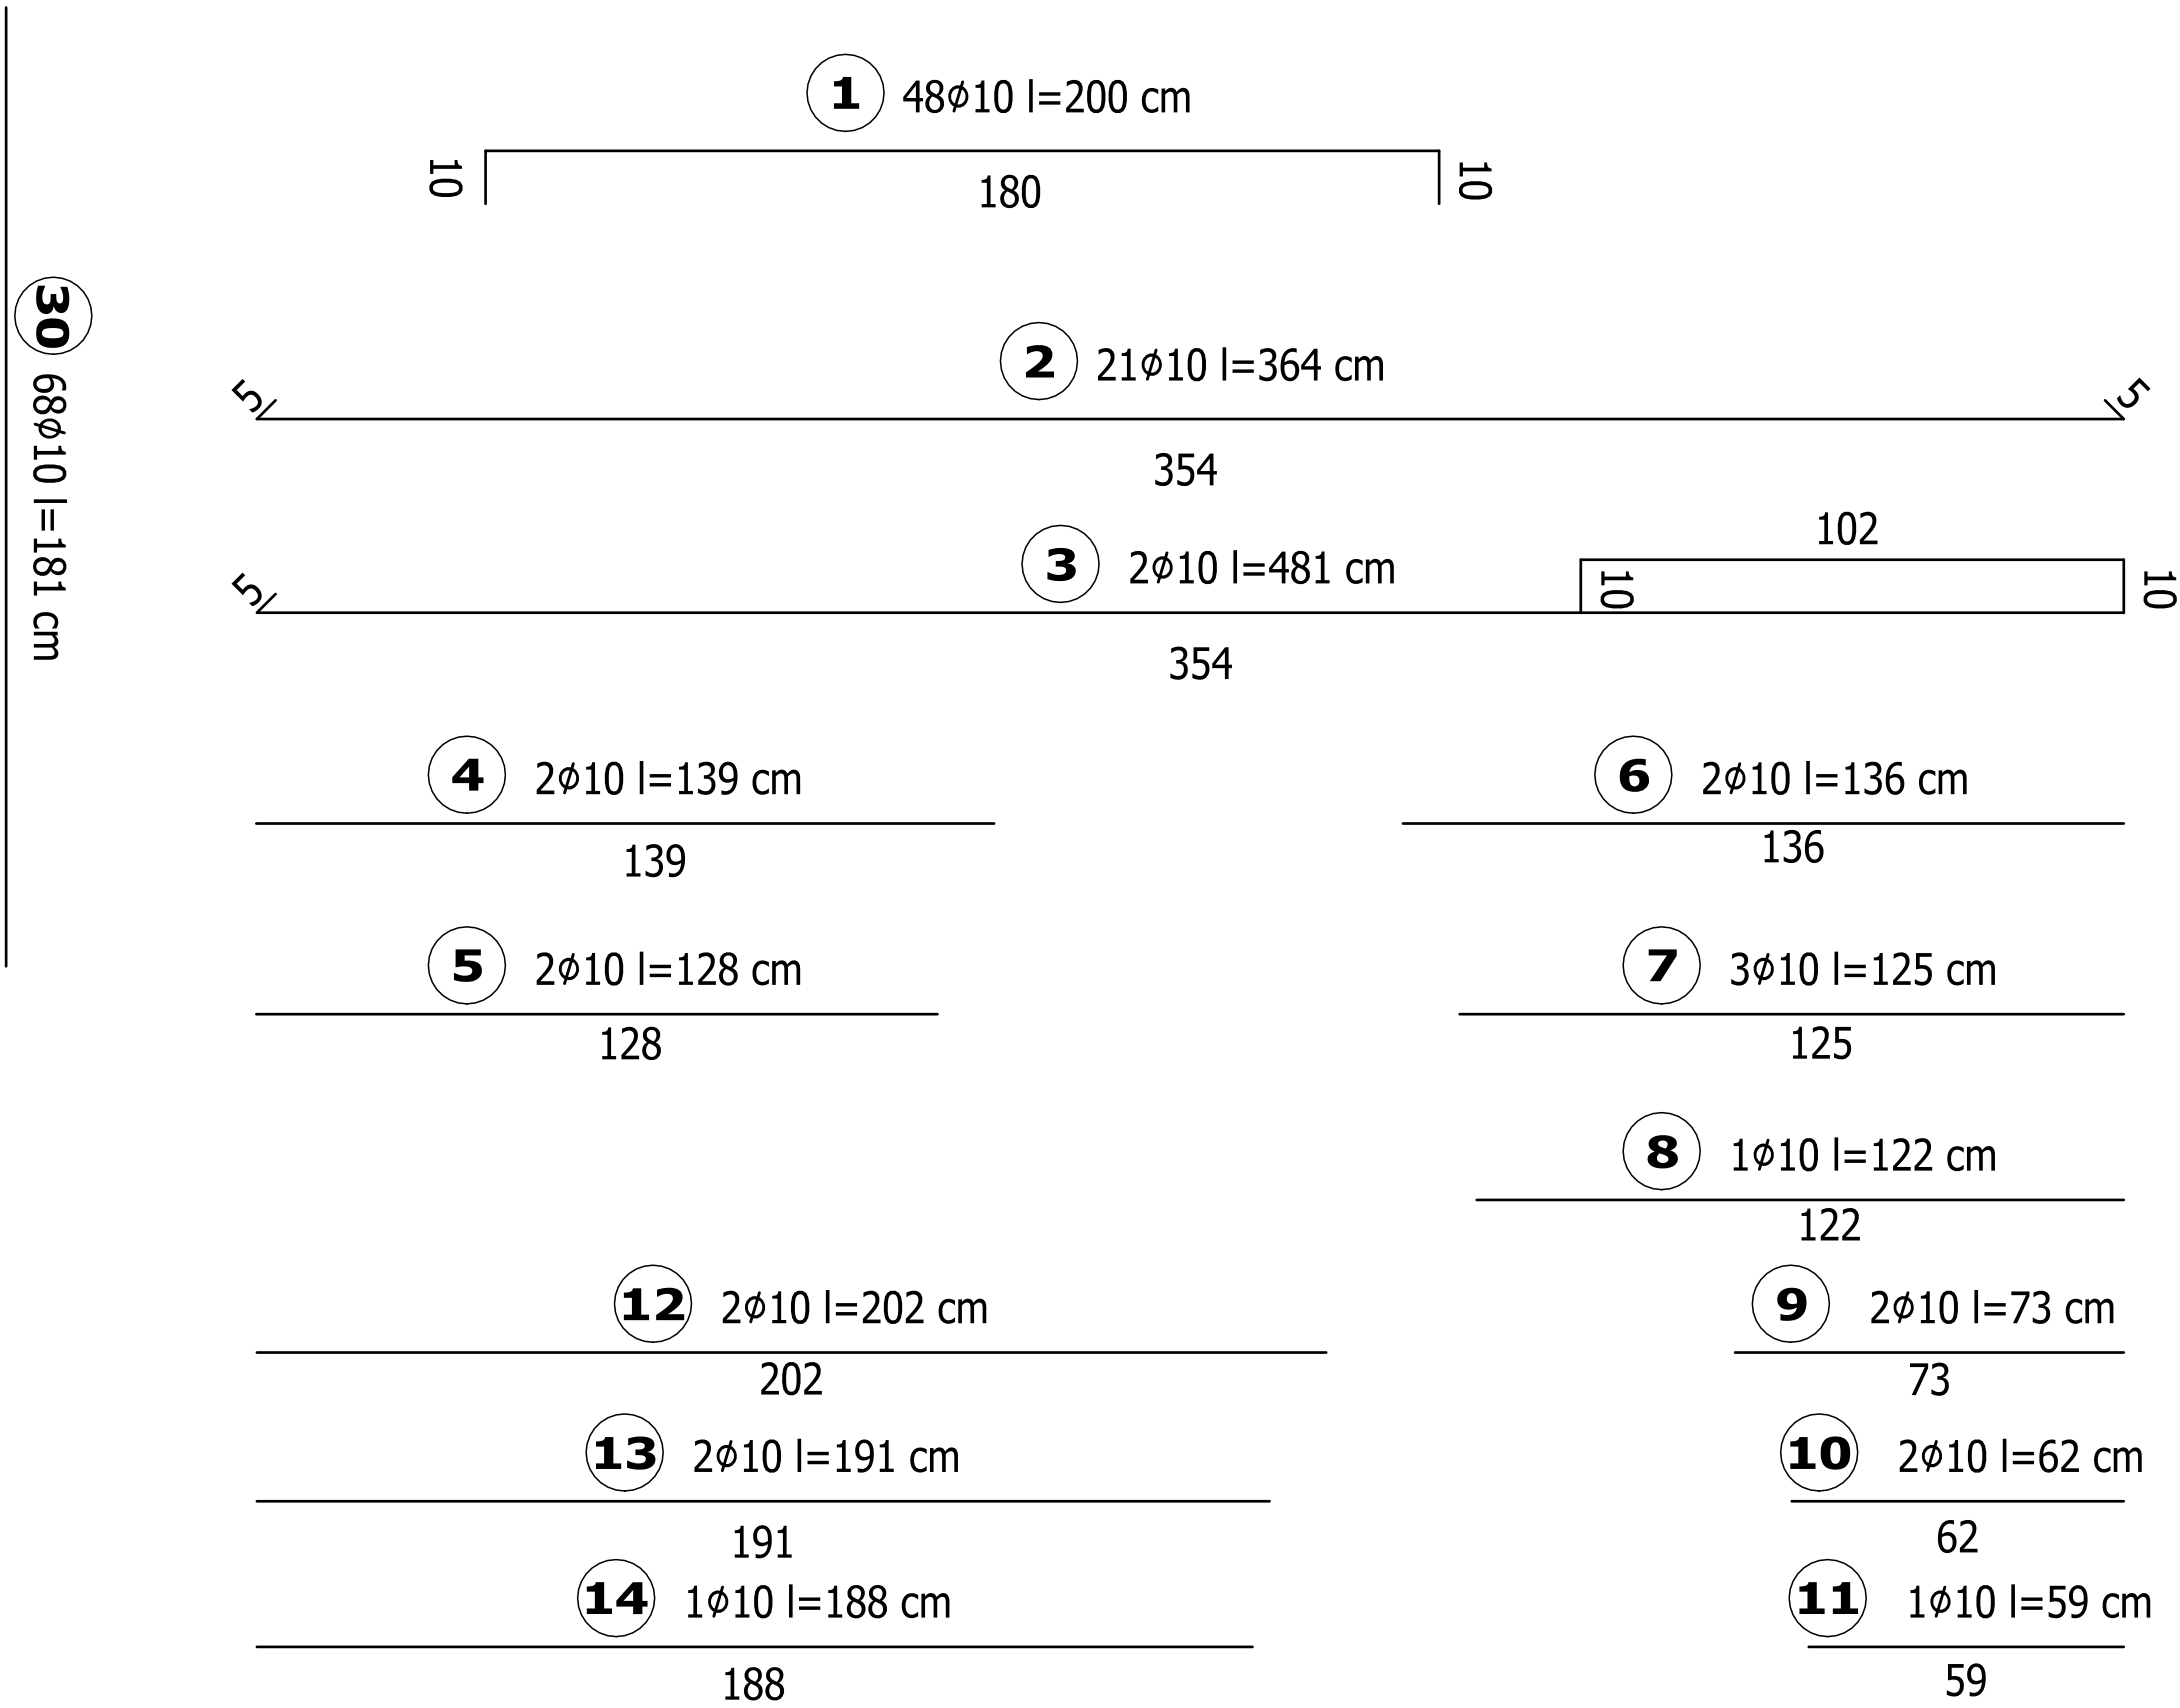 1 48⌀10 l=200 cm
10
180
10
30 68⌀10 l=181 cm
2 21⌀10 l=364 cm
5
5
354
3 2⌀10 l=481 cm
102
5
10
10
354
4 2⌀10 l=139 cm
139
6 2⌀10 l=136 cm
136
5 2⌀10 l=128 cm
128
7 3⌀10 l=125 cm
125
8 1⌀10 l=122 cm
122
12 2⌀10 l=202 cm
202
9 2⌀10 l=73 cm
73
13 2⌀10 l=191 cm
191
10 2⌀10 l=62 cm
62
14 1⌀10 l=188 cm
188
11 1⌀10 l=59 cm
59